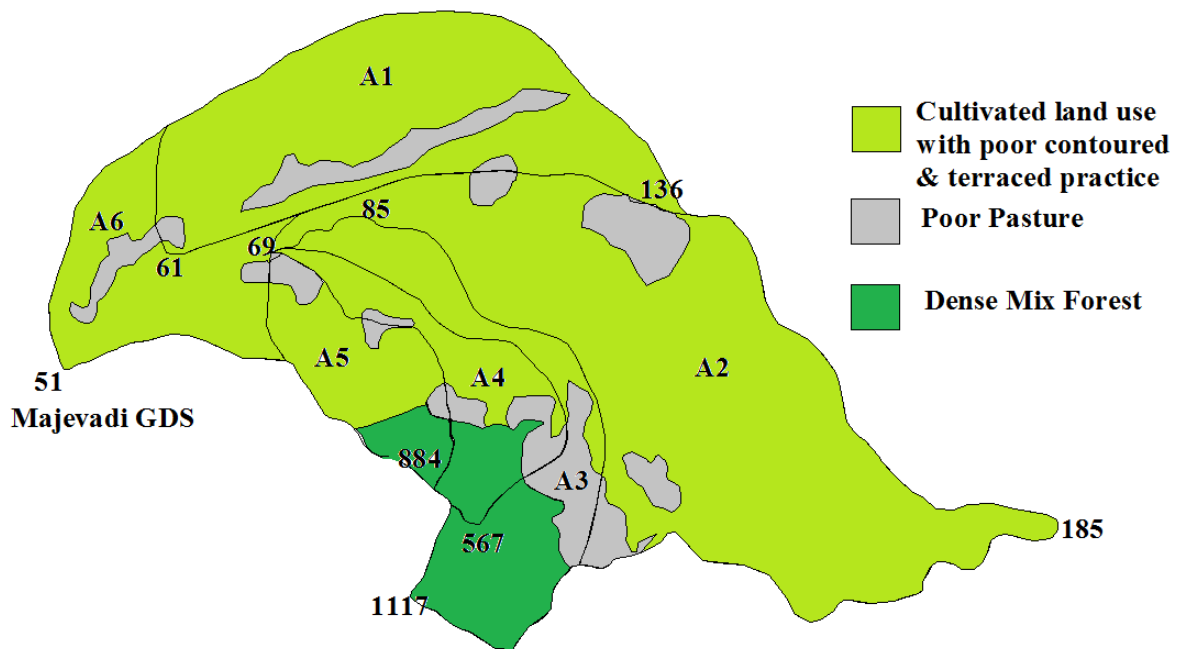 A1
Cultivated land use
with poor contoured
& terraced practice
136
85
Poor Pasture
A6
69
61
Dense Mix Forest
A5
A4
A2
51
Majevadi GDS
884
A3
567
185
1117